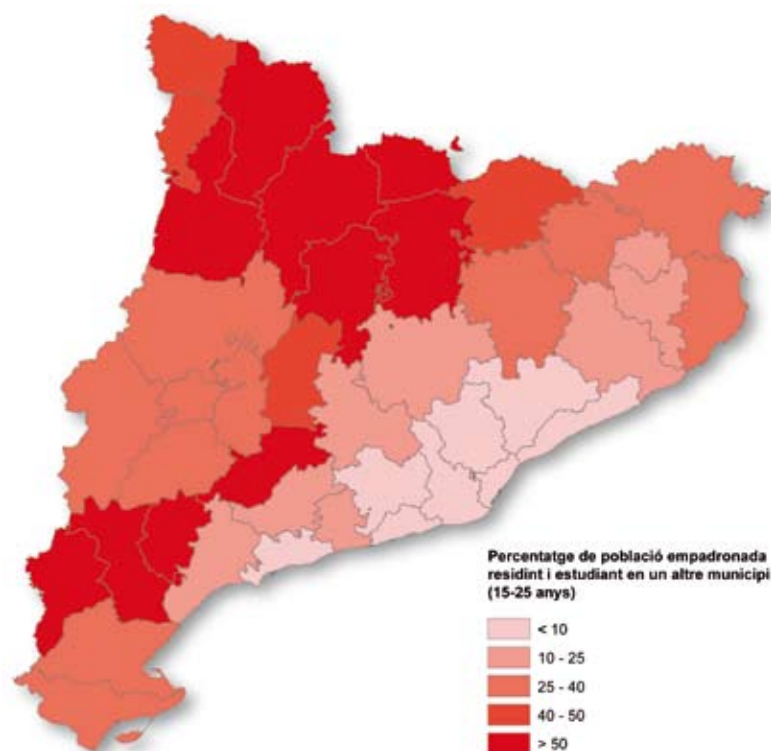 Percentatge de població empadronada
residint i estudiant en un altre municipi
(15-25 anys)
< 10
10 - 25
25 - 40
40 - 50
> 50